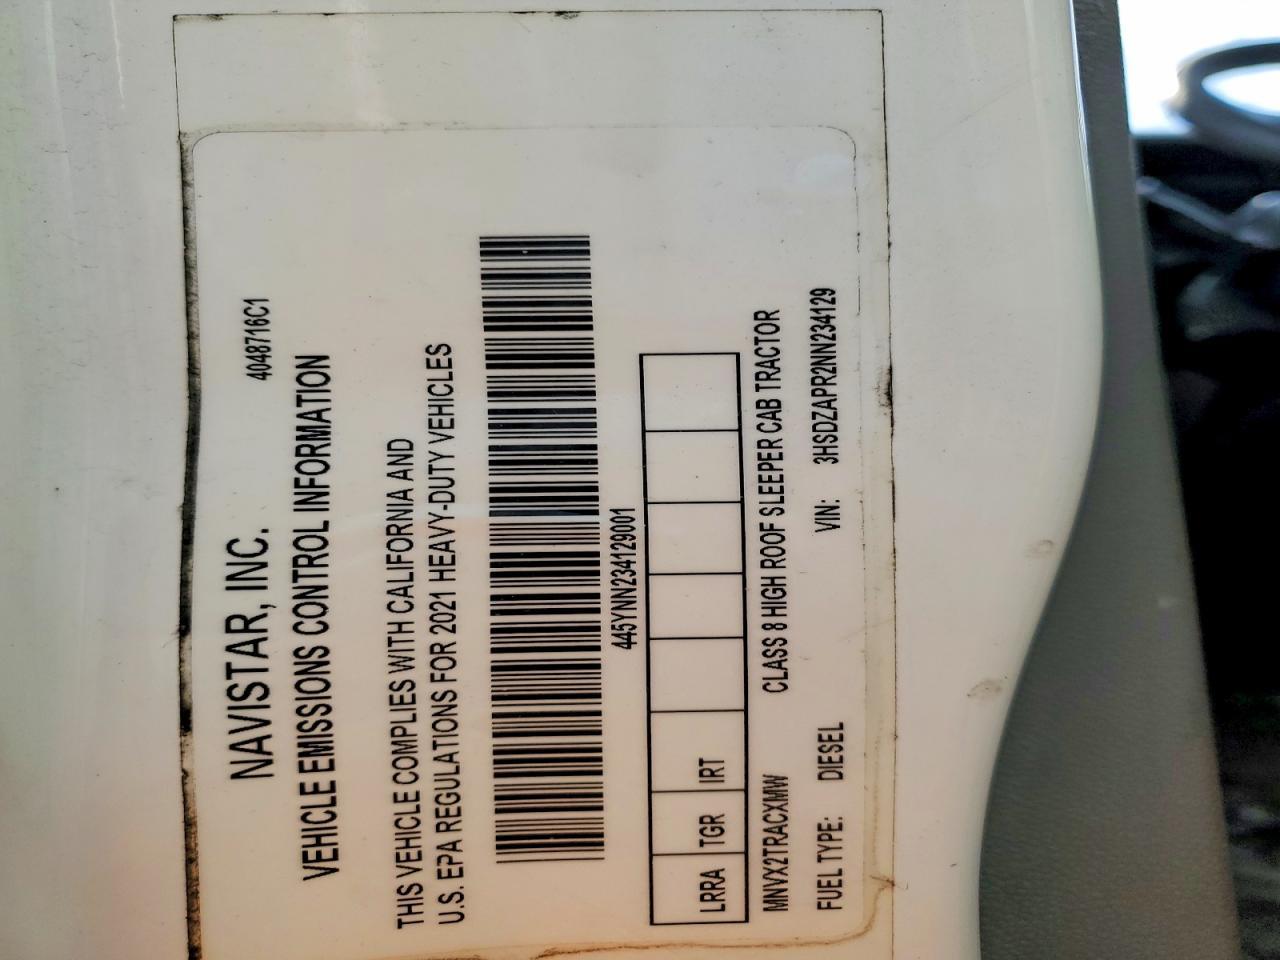 4048716C1
NAVISTAR, INC.
VEHICLE EMISSIONS CONTROL INFORMATION
THIS VEHICLE COMPLIES WITH CALIFORNIA AND
U.S. EPA REGULATIONS FOR 2021 HEAVY-DUTY VEHICLES
445YNN234129001
LRRA TGR IRT
MNVX2TRACXMW CLASS 8 HIGH ROOF SLEEPER CAB TRACTOR
FUEL TYPE: DIESEL VIN: 3HSDZAPR2NN234129